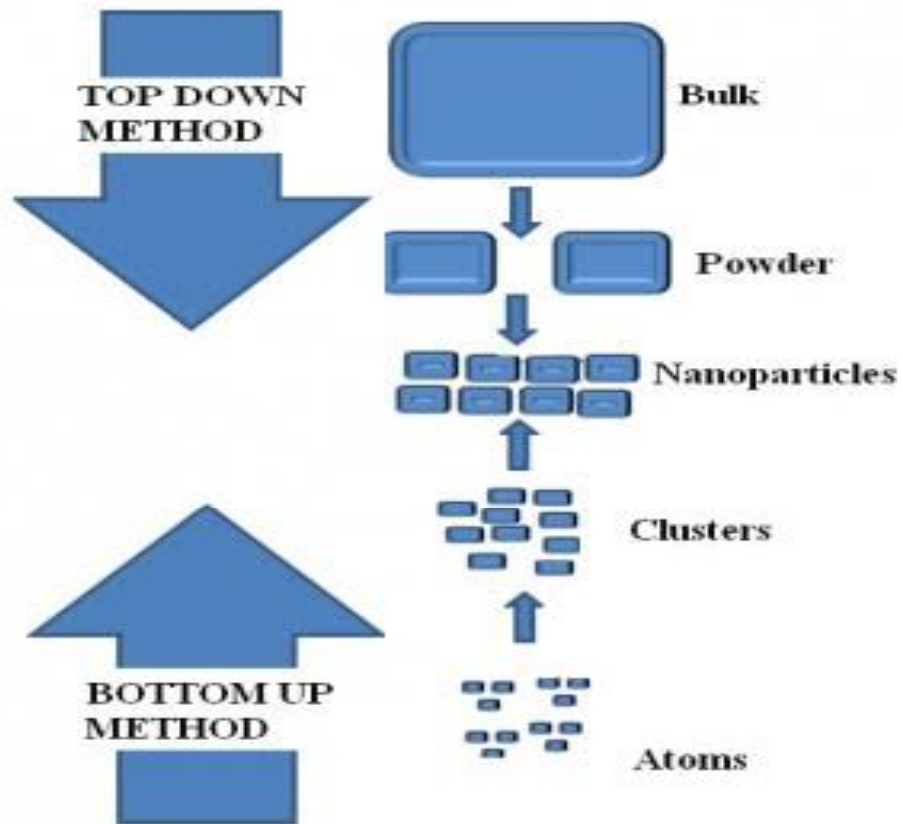 TOP DOWN
METHOD
Bulk
Powder
Nanoparticles
Clusters
BOTTOM UP
METHOD
Atoms